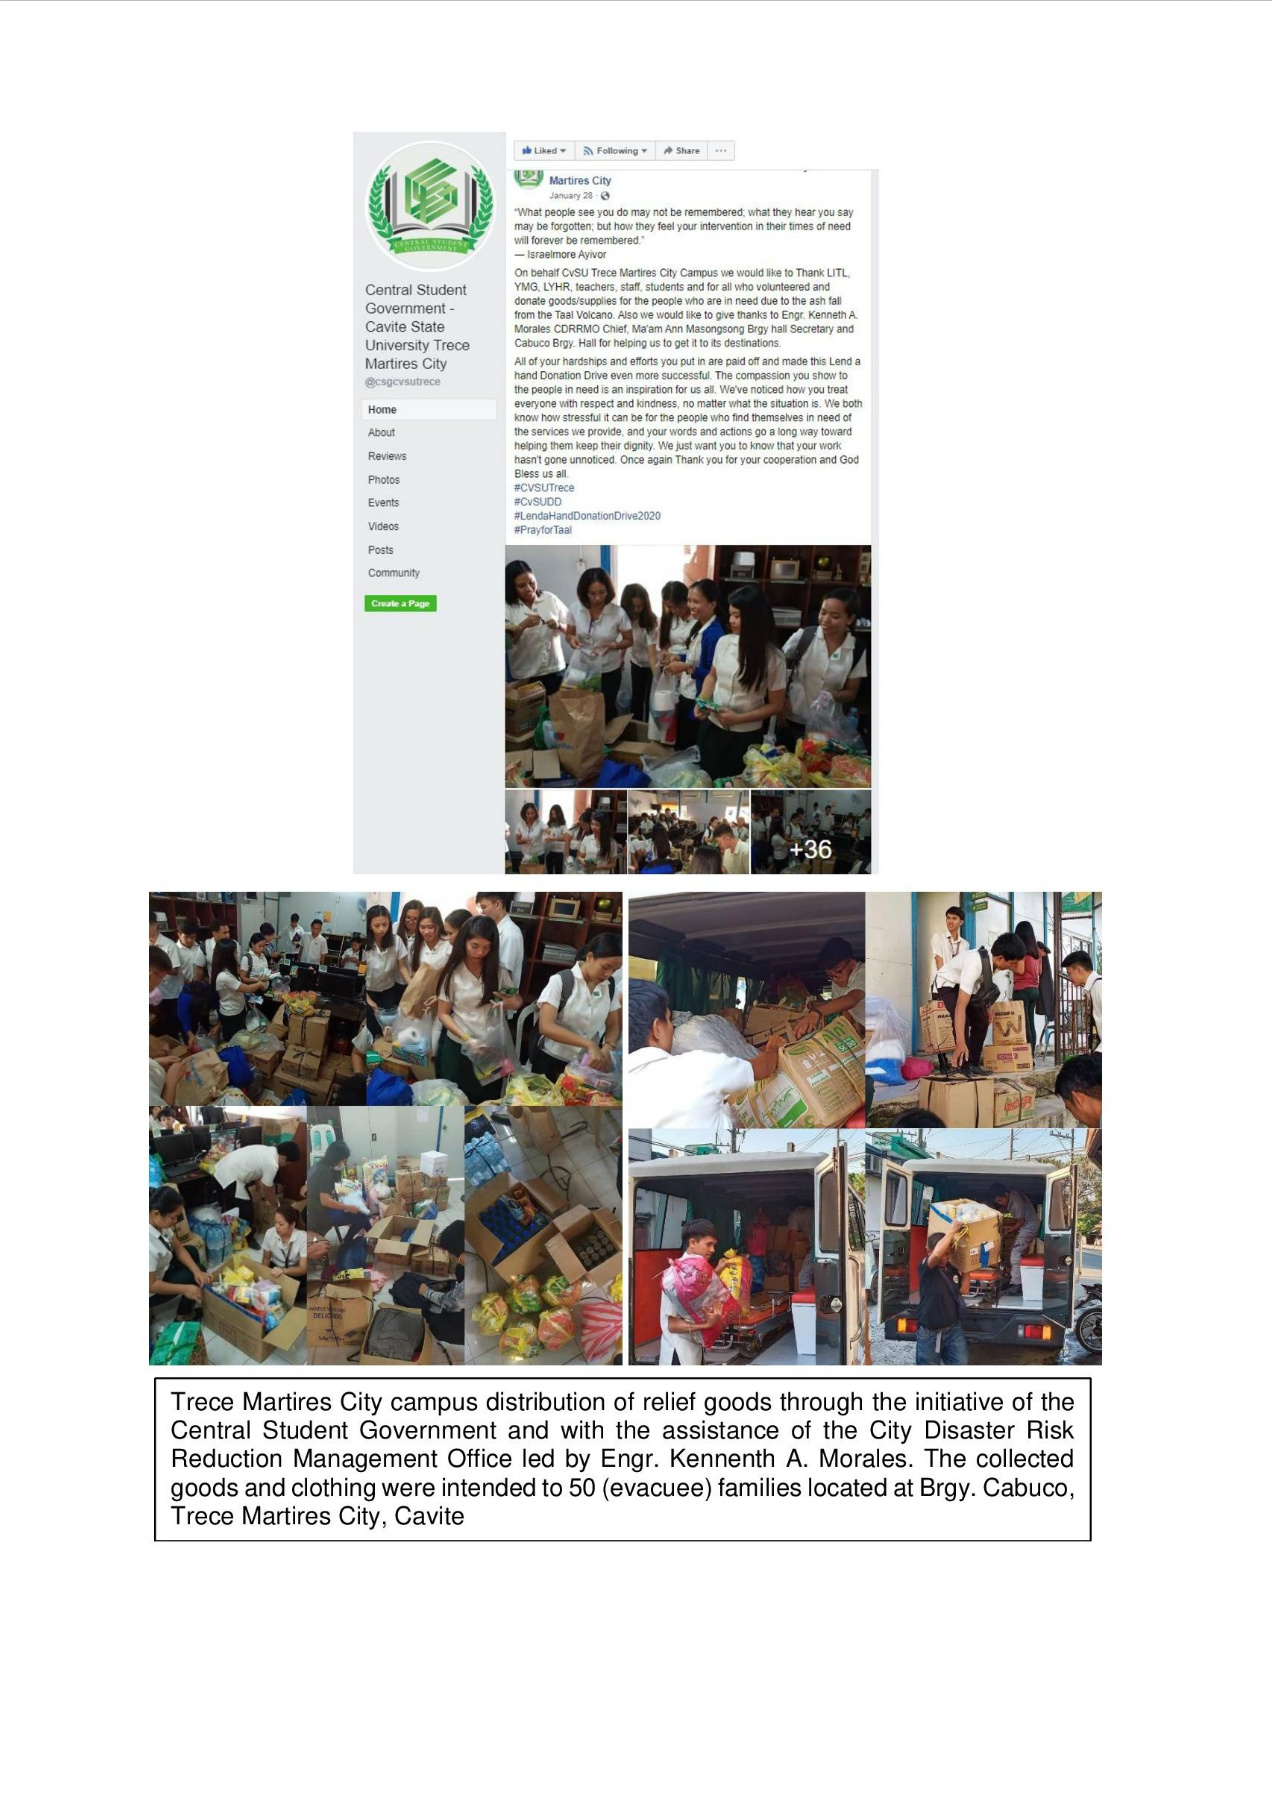 Liked
Following
Share
CENTRAL STUDENT
GOVERNMENT
Central Student
Government -
Cavite State
University Trece
Martires City
@csgcvsutrece
Home
About
Reviews
Photos
Events
Videos
Posts
Community
Create a Page
Martires City
January 28 ·
“What people see you do may not be remembered; what they hear you say
may be forgotten; but how they feel your intervention in their times of need
will forever be remembered.”
— Israelmore Ayivor
On behalf CvSU Trece Martires City Campus we would like to Thank LITL,
YMG, LYHR, teachers, staff, students and for all who volunteered and
donate goods/supplies for the people who are in need due to the ash fall
from the Taal Volcano. Also we would like to give thanks to Engr. Kenneth A.
Morales CDRRMO Chief, Ma'am Ann Masongsong Brgy hall Secretary and
Cabuco Brgy. Hall for helping us to get it to its destinations.
All of your hardships and efforts you put in are paid off and made this Lend a
hand Donation Drive even more successful. The compassion you show to
the people in need is an inspiration for us all. We've noticed how you treat
everyone with respect and kindness, no matter what the situation is. We both
know how stressful it can be for the people who find themselves in need of
the services we provide, and your words and actions go a long way toward
helping them keep their dignity. We just want you to know that your work
hasn't gone unnoticed. Once again Thank you for your cooperation and God
Bless us all.
#CVSUTrece
#CvSUDD
#LendaHandDonationDrive2020
#PrayforTaal
+36
Trece Martires City campus distribution of relief goods through the initiative of the
Central Student Government and with the assistance of the City Disaster Risk
Reduction Management Office led by Engr. Kennenth A. Morales. The collected
goods and clothing were intended to 50 (evacuee) families located at Brgy. Cabuco,
Trece Martires City, Cavite